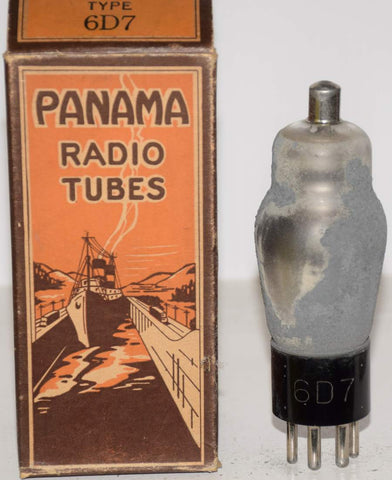 TYPE
6D7
PANAMA
RADIO
TUBES
6D7